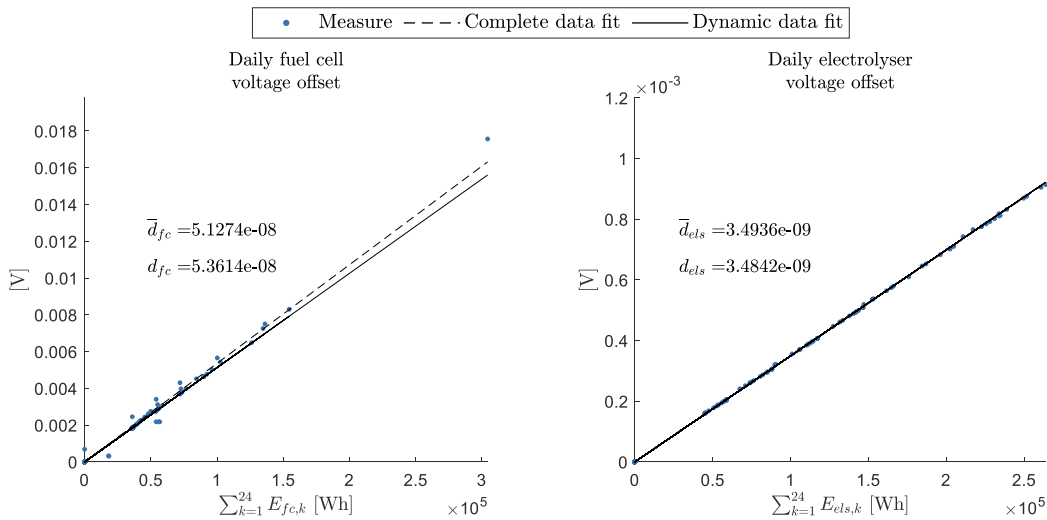 Measure Complete data fit Dynamic data fit
Daily fuel cell
voltage offset
[V]
0.018
0.016
0.014
0.012
0.01
0.008
0.006
0.004
0.002
0
d̅fc =5.1274e-08
dfc =5.3614e-08
0 0.5 1 1.5 2 2.5 3
×10⁵
∑²⁴ₖ₌₁ Efc,k [Wh]
Daily electrolyser
voltage offset
×10⁻³
[V]
1.2
1
0.8
0.6
0.4
0.2
0
d̅els =3.4936e-09
dels =3.4842e-09
0 0.5 1 1.5 2 2.5
×10⁵
∑²⁴ₖ₌₁ Eels,k [Wh]